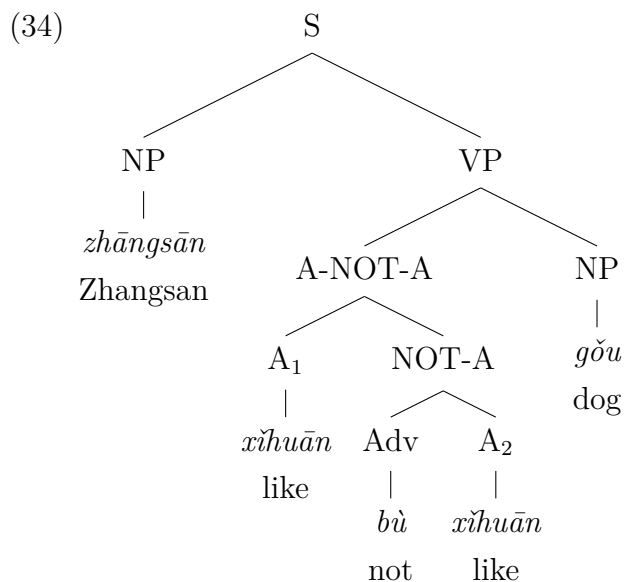 (34) S
NP VP
zhāngsān A-NOT-A NP
Zhangsan
A₁ NOT-A gǒu
dog
xǐhuān Adv A₂
like
bù xǐhuān
not like